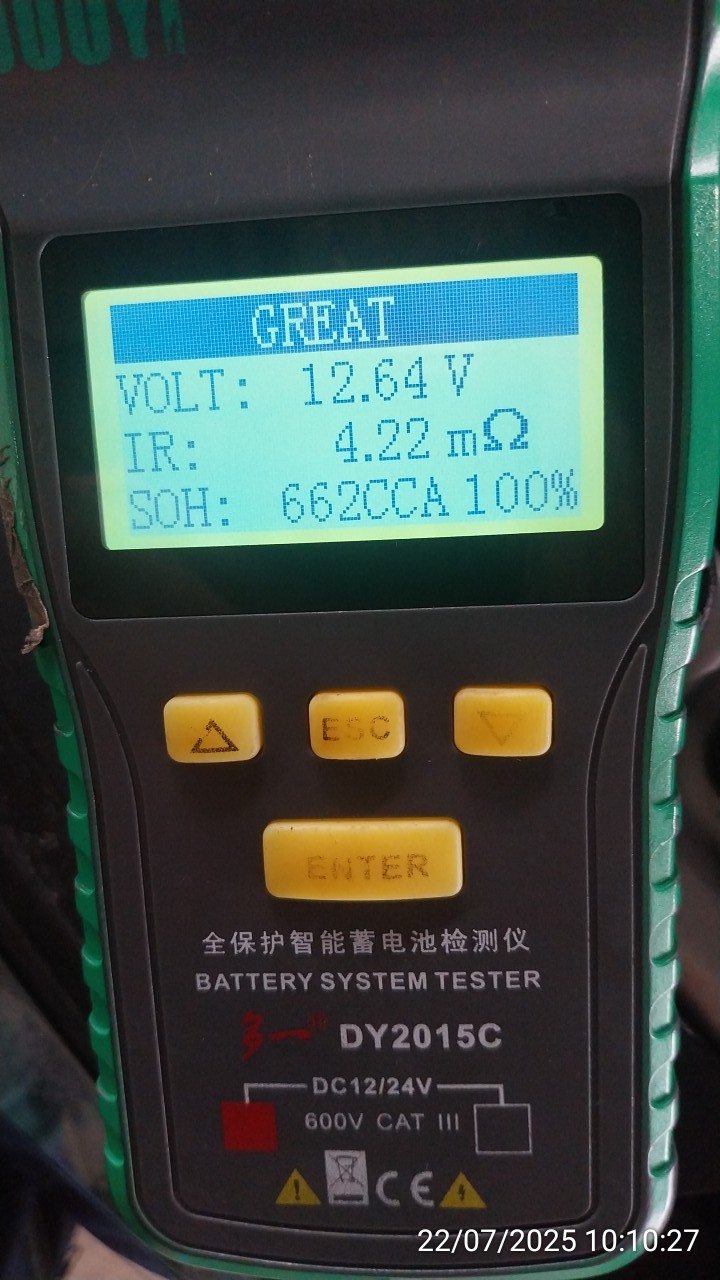 GREAT
VOLT: 12.64 V
IR: 4.22 mΩ
SOH: 662CCA 100%
ESC
ENTER
全保护智能蓄电池检测仪
BATTERY SYSTEM TESTER
多一 DY2015C
DC12/24V
600V CAT III
CE
22/07/2025 10:10:27